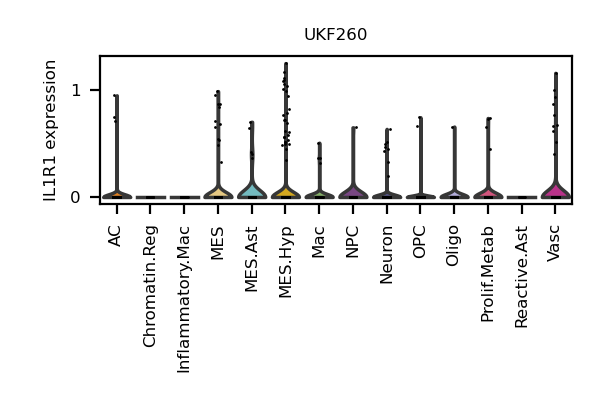 UKF260
IL1R1 expression
1
0
AC
Chromatin.Reg
Inflammatory.Mac
MES
MES.Ast
MES.Hyp
Mac
NPC
Neuron
OPC
Oligo
Prolif.Metab
Reactive.Ast
Vasc